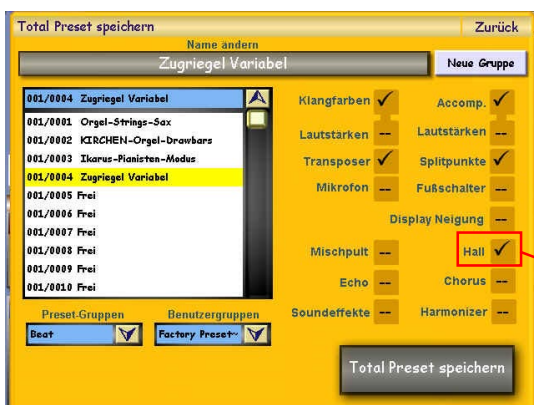 Total Preset speichern Zurück
Name ändern
Zugriegel Variabel Neue Gruppe
001/0004 Zugriegel Variabel
001/0001 Orgel-Strings-Sax
001/0002 KIRCHEN-Orgel-Drawbars
001/0003 Ikarus-Pianisten-Modus
001/0004 Zugriegel Variabel
001/0005 Frei
001/0006 Frei
001/0007 Frei
001/0008 Frei
001/0009 Frei
001/0010 Frei
Klangfarben ✓ Accomp. ✓
Lautstärken -- Lautstärken --
Transposer ✓ Splitpunkte ✓
Mikrofon -- Fußschalter --
Display Neigung --
Mischpult -- Hall ✓
Echo -- Chorus --
Soundeffekte -- Harmonizer --
Preset-Gruppen Benutzergruppen
Beat Factory Preset~
Total Preset speichern